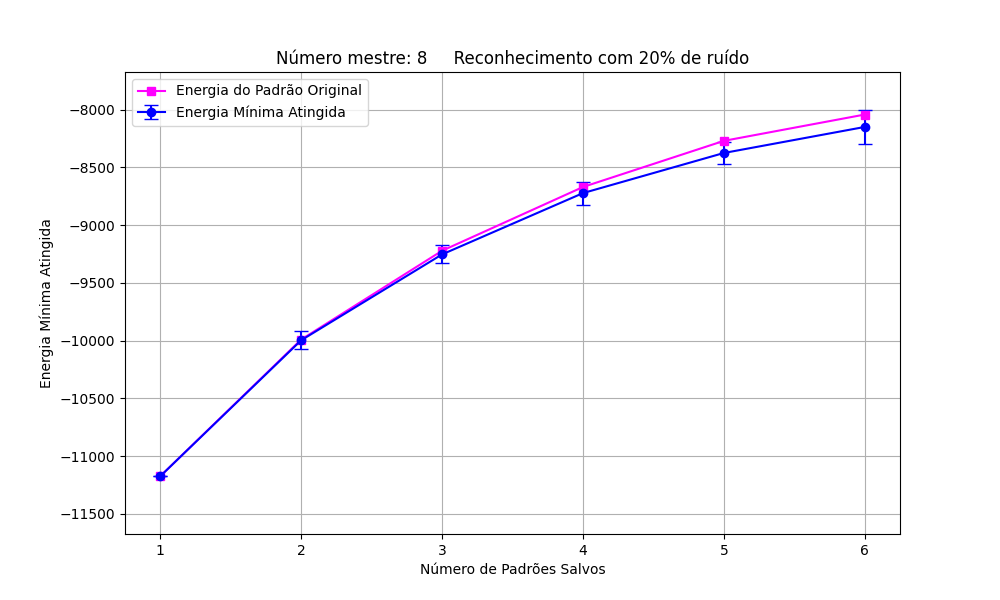 Número mestre: 8     Reconhecimento com 20% de ruído
Energia do Padrão Original
Energia Mínima Atingida
Energia Mínima Atingida
−8000
−8500
−9000
−9500
−10000
−10500
−11000
−11500
1 2 3 4 5 6
Número de Padrões Salvos